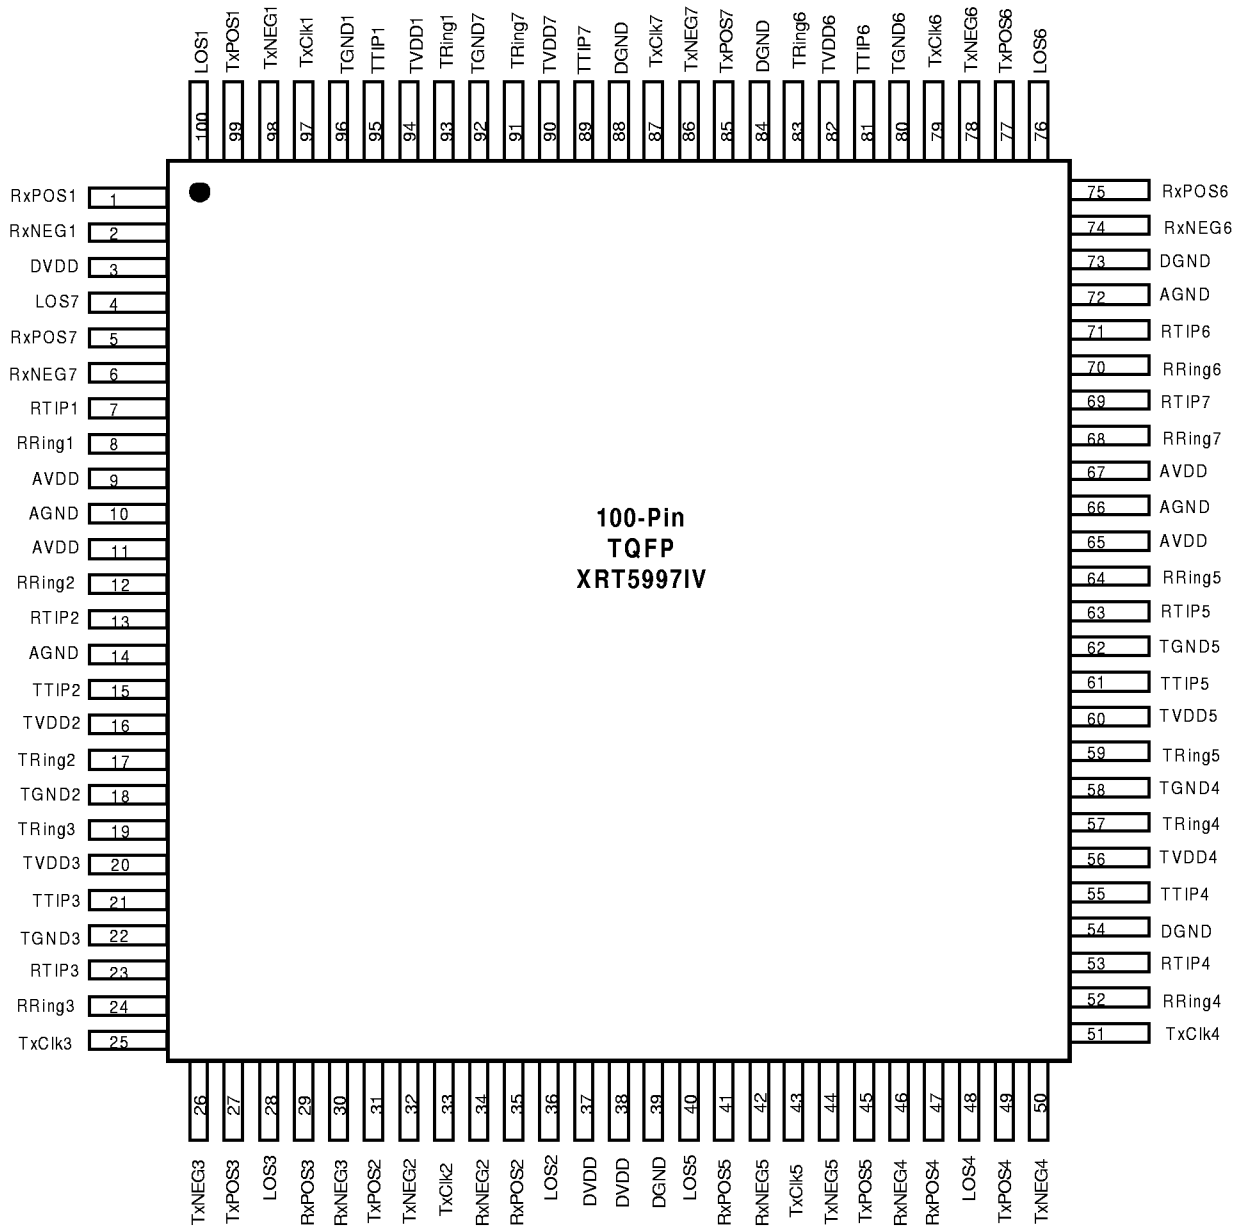 LOS1 TxPOS1 TxNEG1 TxClk1 TGND1 TTIP1 TVDD1 TRing1 TGND7 TRing7 TVDD7 TTIP7 DGND TxClk7 TxNEG7 TxPOS7 DGND TRing6 TVDD6 TTIP6 TGND6 TxClk6 TxNEG6 TxPOS6 LOS6
100 99 98 97 96 95 94 93 92 91 90 89 88 87 86 85 84 83 82 81 80 79 78 77 76
RxPOS1 1 75 RxPOS6
RxNEG1 2 74 RxNEG6
DVDD 3 73 DGND
LOS7 4 72 AGND
RxPOS7 5 71 RTIP6
RxNEG7 6 70 RRing6
RTIP1 7 69 RTIP7
RRing1 8 68 RRing7
AVDD 9 67 AVDD
AGND 10 66 AGND
AVDD 11 65 AVDD
RRing2 12 64 RRing5
RTIP2 13 63 RTIP5
AGND 14 62 TGND5
TTIP2 15 61 TTIP5
TVDD2 16 60 TVDD5
TRing2 17 59 TRing5
TGND2 18 58 TGND4
TRing3 19 57 TRing4
TVDD3 20 56 TVDD4
TTIP3 21 55 TTIP4
TGND3 22 54 DGND
RTIP3 23 53 RTIP4
RRing3 24 52 RRing4
TxClk3 25 51 TxClk4
100-Pin
TQFP
XRT5997IV
26 27 28 29 30 31 32 33 34 35 36 37 38 39 40 41 42 43 44 45 46 47 48 49 50
TxNEG3 TxPOS3 LOS3 RxPOS3 RxNEG3 TxPOS2 TxNEG2 TxClk2 RxNEG2 RxPOS2 LOS2 DVDD DVDD DGND LOS5 RxPOS5 RxNEG5 TxClk5 TxNEG5 TxPOS5 RxNEG4 RxPOS4 LOS4 TxPOS4 TxNEG4